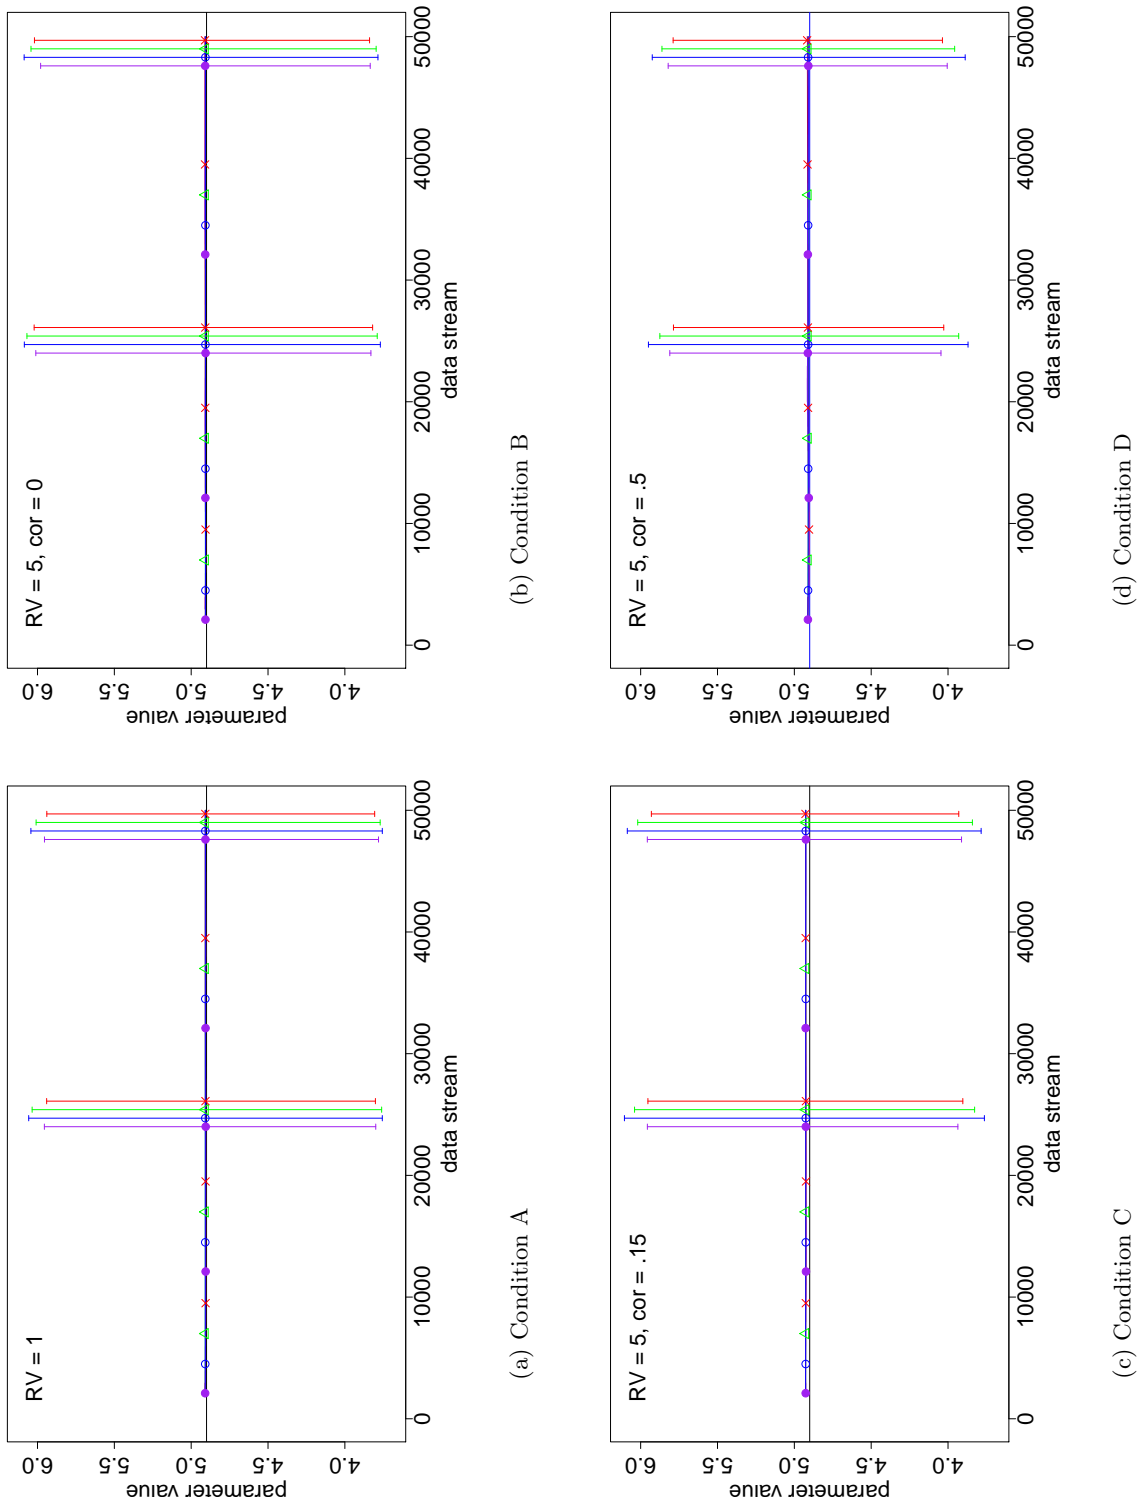 RV = 1
parameter value
6.0
5.5
5.0
4.5
4.0
0 10000 20000 30000 40000 50000
data stream
(a) Condition A
RV = 5, cor = 0
parameter value
6.0
5.5
5.0
4.5
4.0
0 10000 20000 30000 40000 50000
data stream
(b) Condition B
RV = 5, cor = .15
parameter value
6.0
5.5
5.0
4.5
4.0
0 10000 20000 30000 40000 50000
data stream
(c) Condition C
RV = 5, cor = .5
parameter value
6.0
5.5
5.0
4.5
4.0
0 10000 20000 30000 40000 50000
data stream
(d) Condition D